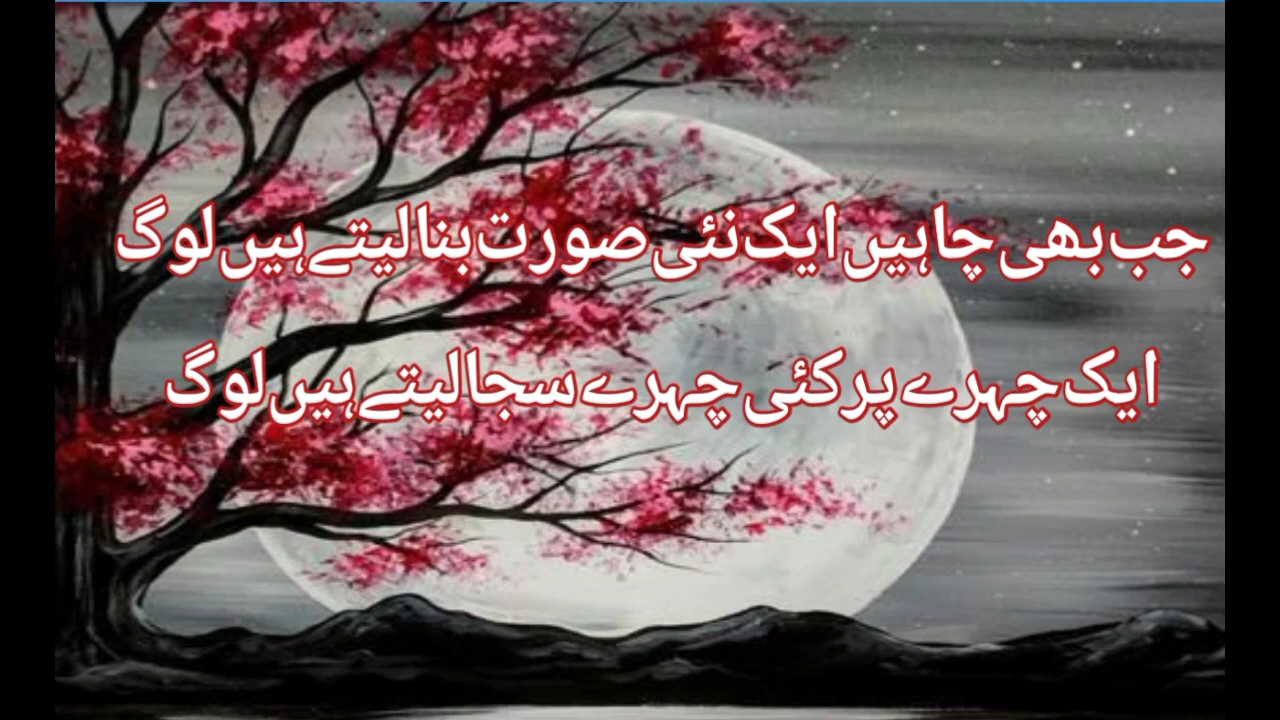 جب بھی چاہیں ایک نئی صورت بنا لیتے ہیں لوگ
ایک چہرے پر کئی چہرے سجا لیتے ہیں لوگ